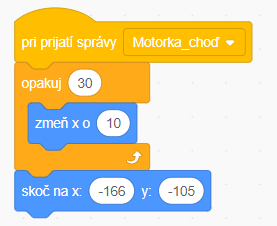 pri prijatí správy Motorka_choď
opakuj 30
zmeň x o 10
skoč na x: -166 y: -105